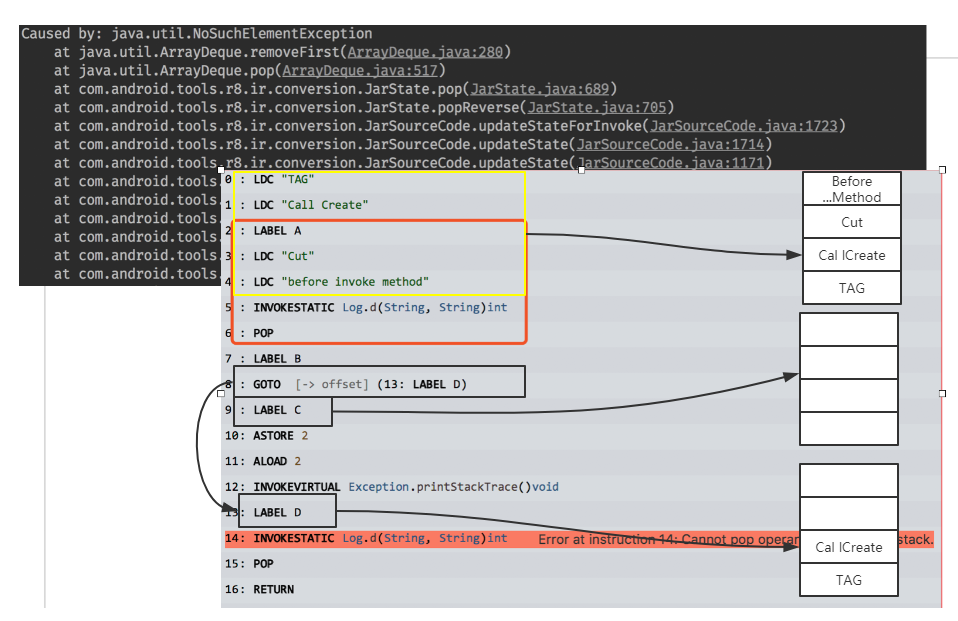 Caused by: java.util.NoSuchElementException
at java.util.ArrayDeque.removeFirst(ArrayDeque.java:280)
at java.util.ArrayDeque.pop(ArrayDeque.java:517)
at com.android.tools.r8.ir.conversion.JarState.pop(JarState.java:689)
at com.android.tools.r8.ir.conversion.JarState.popReverse(JarState.java:705)
at com.android.tools.r8.ir.conversion.JarSourceCode.updateStateForInvoke(JarSourceCode.java:1723)
at com.android.tools.r8.ir.conversion.JarSourceCode.updateState(JarSourceCode.java:1714)
at com.android.tools.r8.ir.conversion.JarSourceCode.updateState(JarSourceCode.java:1171)
at com.android.tools.
at com.android.tools.
at com.android.tools.
at com.android.tools.
at com.android.tools.
at com.android.tools.
0 : LDC "TAG"
1 : LDC "Call Create"
2 : LABEL A
3 : LDC "Cut"
4 : LDC "before invoke method"
5 : INVOKESTATIC Log.d(String, String)int
6 : POP
7 : LABEL B
8 : GOTO [-> offset] (13: LABEL D)
9 : LABEL C
10: ASTORE 2
11: ALOAD 2
12: INVOKEVIRTUAL Exception.printStackTrace()void
13: LABEL D
14: INVOKESTATIC Log.d(String, String)int Error at instruction 14: Cannot pop operan stack.
15: POP
16: RETURN
Before
...Method
Cut
Cal lCreate
TAG
Cal lCreate
TAG